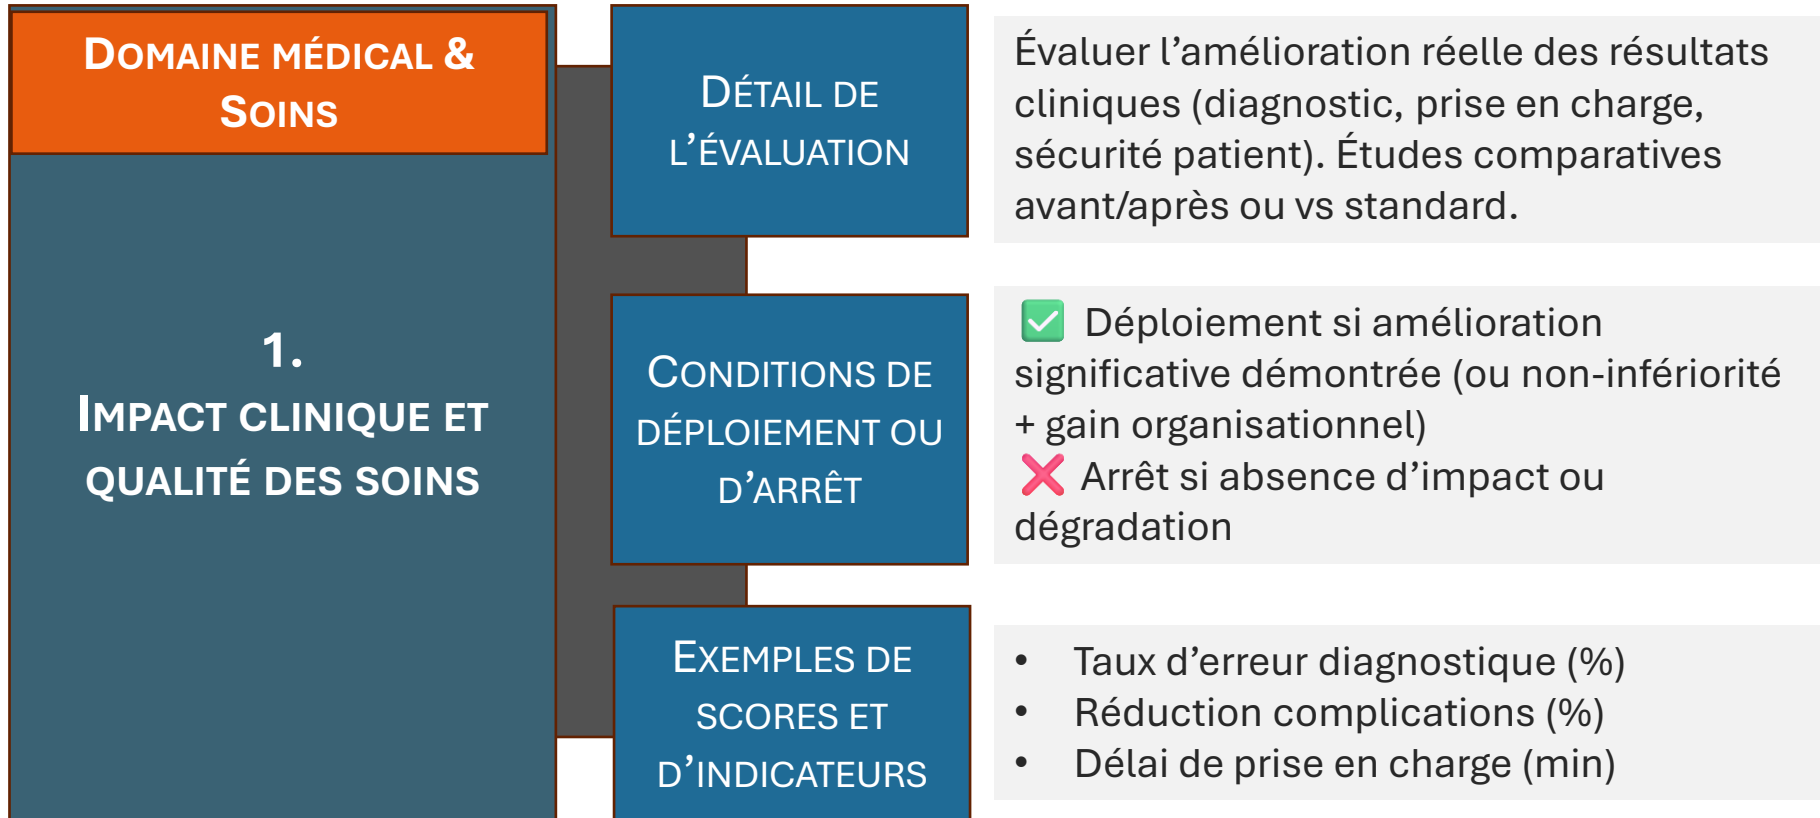 DOMAINE MÉDICAL &
SOINS
1.
IMPACT CLINIQUE ET
QUALITÉ DES SOINS
DÉTAIL DE
L’ÉVALUATION
Évaluer l’amélioration réelle des résultats
cliniques (diagnostic, prise en charge,
sécurité patient). Études comparatives
avant/après ou vs standard.
CONDITIONS DE
DÉPLOIEMENT OU
D’ARRÊT
✅ Déploiement si amélioration
significative démontrée (ou non-infériorité
+ gain organisationnel)
❌ Arrêt si absence d’impact ou
dégradation
EXEMPLES DE
SCORES ET
D’INDICATEURS
• Taux d’erreur diagnostique (%)
• Réduction complications (%)
• Délai de prise en charge (min)